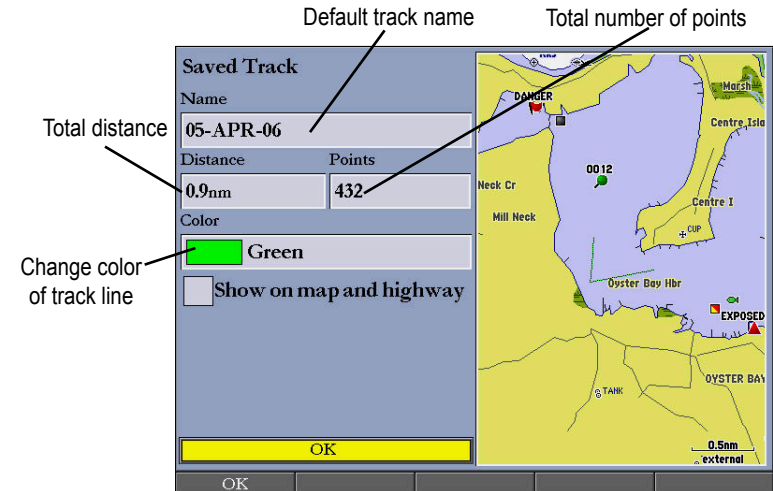 Default track name
Total number of points
Total distance
Change color
of track line
Saved Track
Name
05-APR-06
Distance
Points
0.9nm
432
Color
Green
Show on map and highway
OK
OK
Marsh
DANGER
Centre Isla
0012
Neck Cr
Centre I
Mill Neck
CUP
Oyster Bay Hbr
EXPOSED
OYSTER BAY
TANK
0.5nm
external